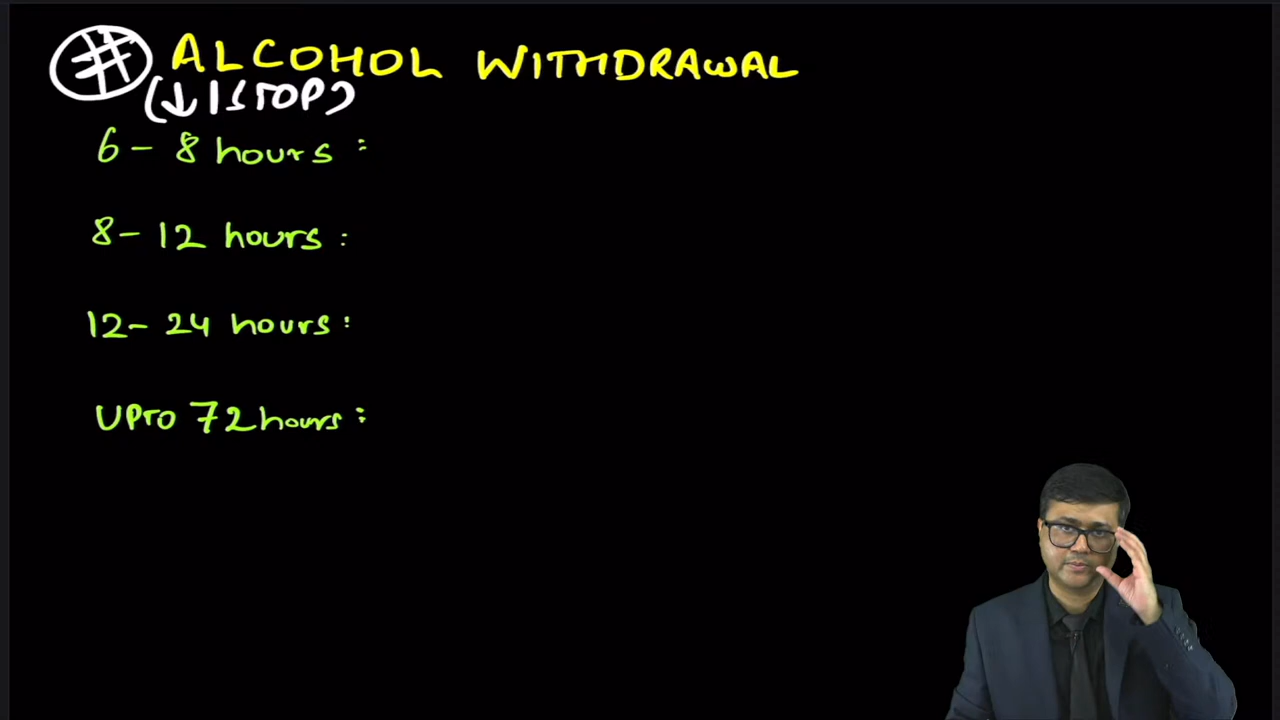 # ALCOHOL WITHDRAWAL
(↓ | STOP)
6 - 8 hours :
8 - 12 hours :
12 - 24 hours :
UPTO 72 hours :